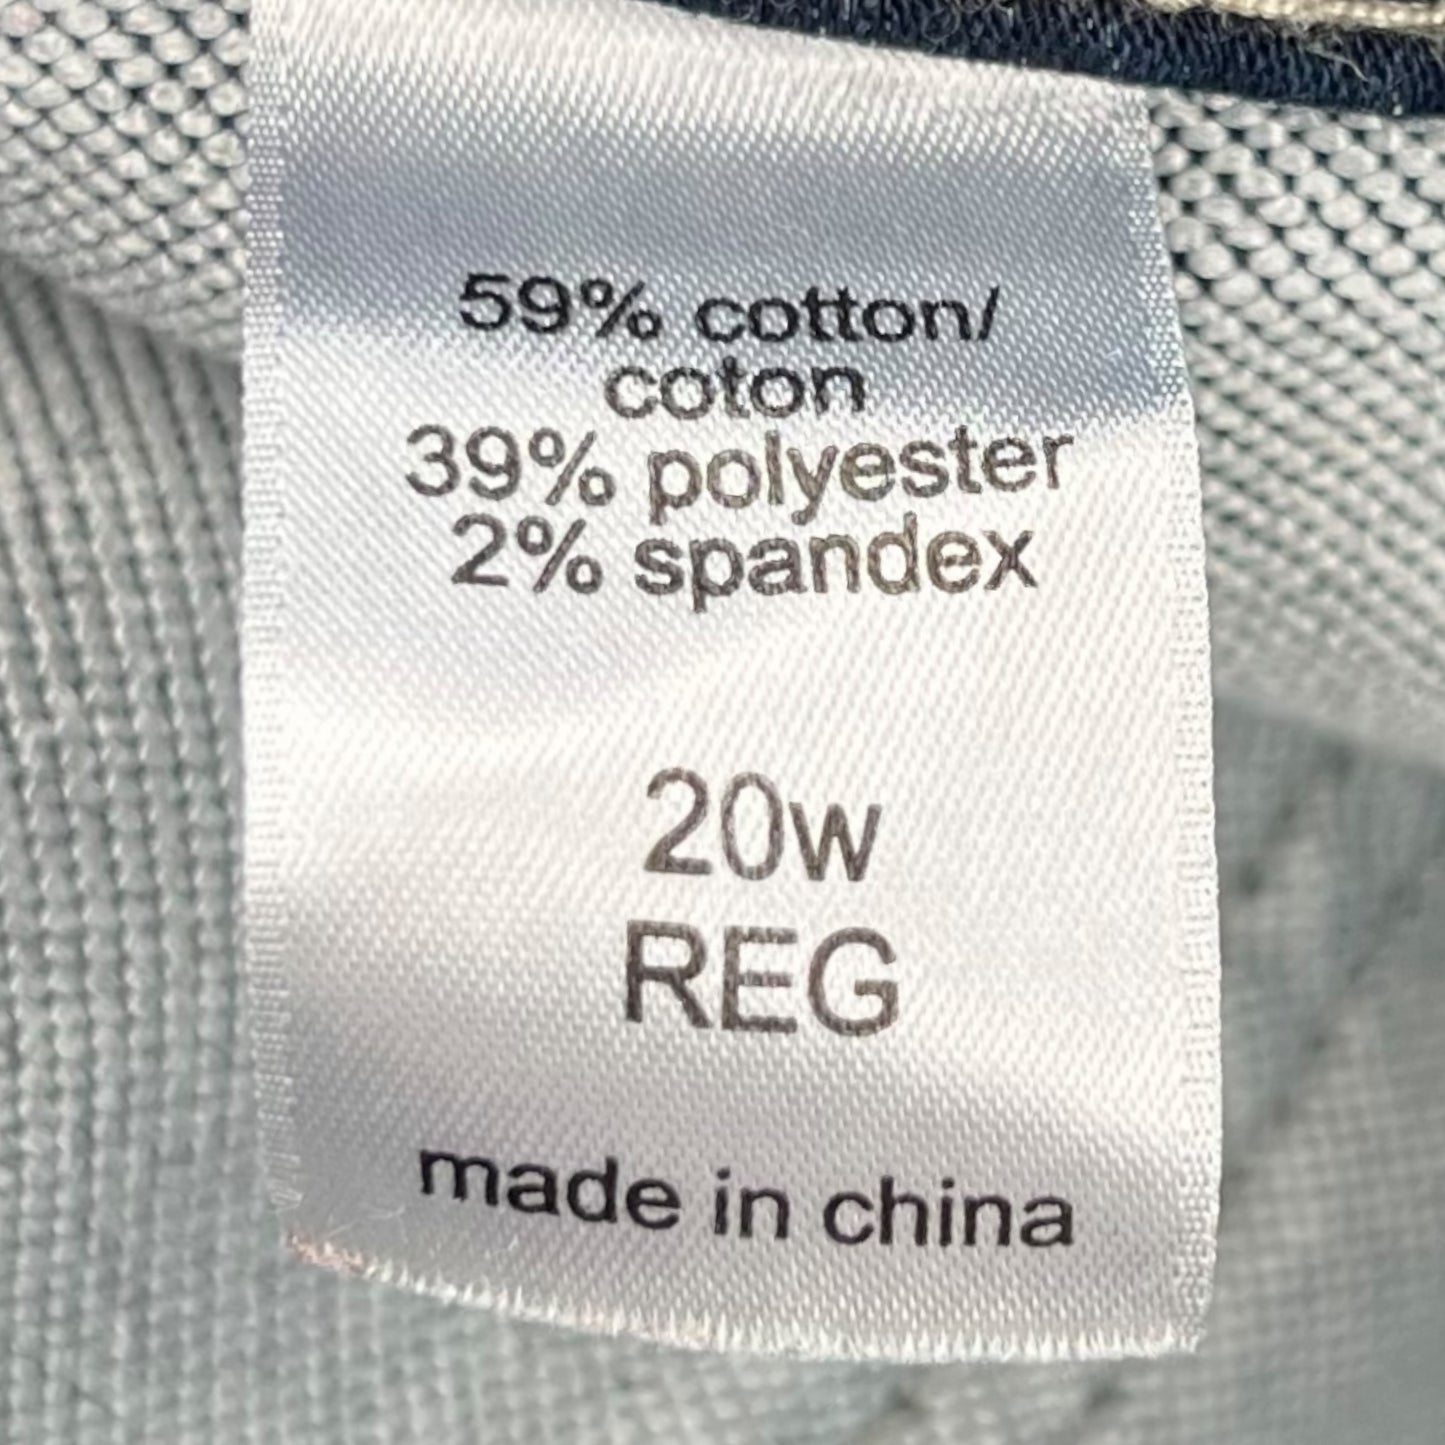 59% cotton/
coton
39% polyester
2% spandex
20w
REG
made in china